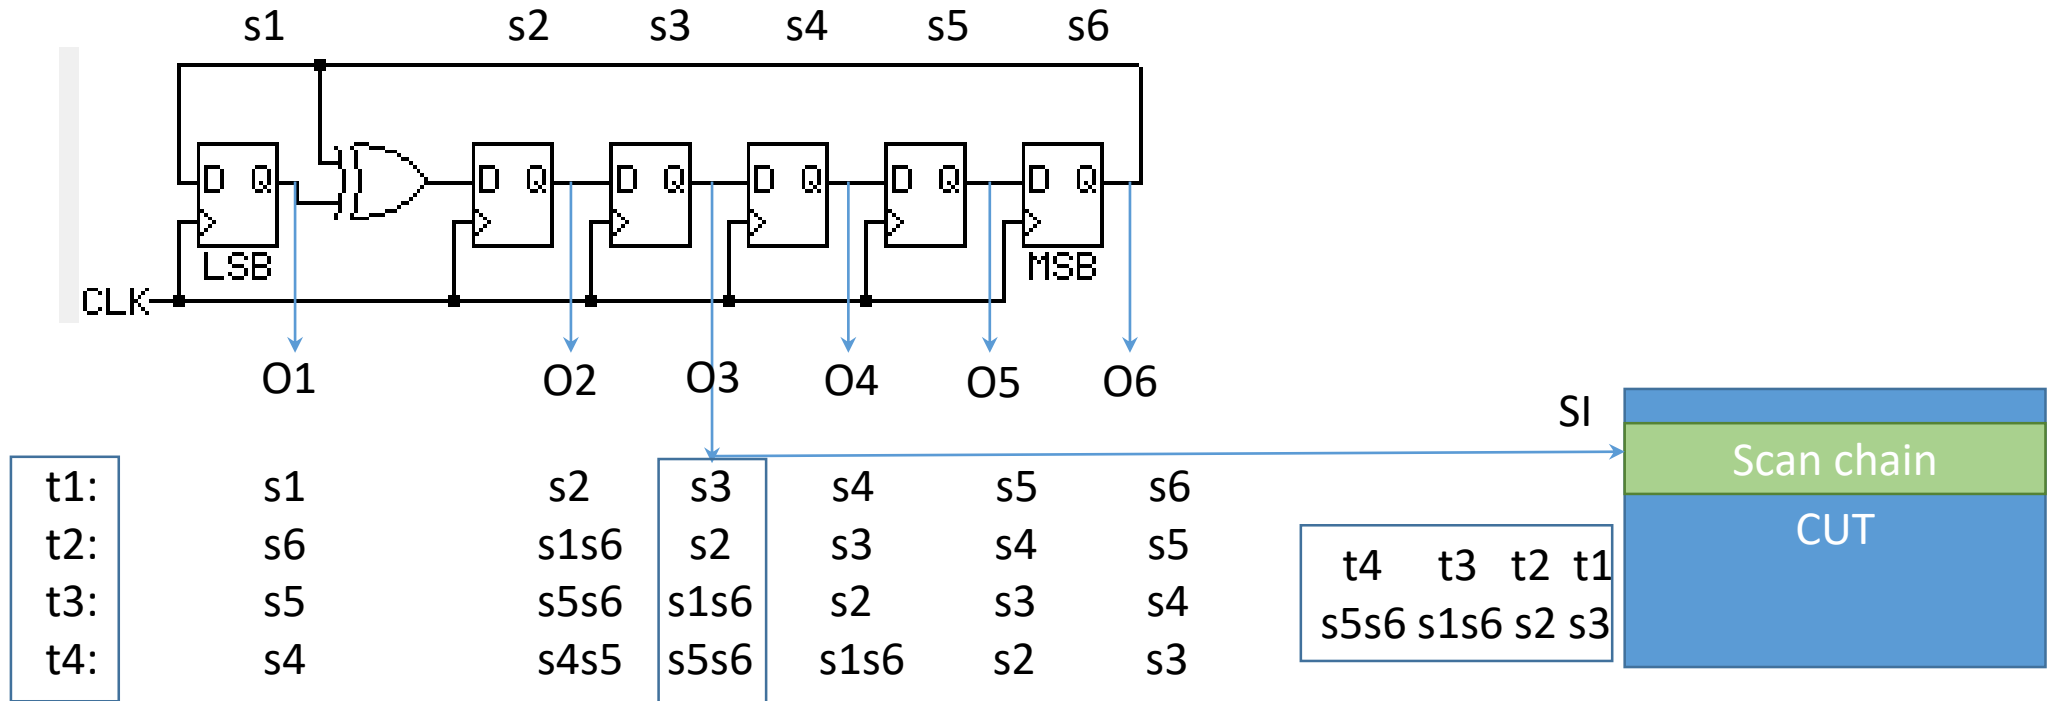 s1 s2 s3 s4 s5 s6
D Q D Q D Q D Q D Q D Q
LSB MSB
CLK
O1 O2 O3 O4 O5 O6
SI
Scan chain
CUT
t1: s1 s2 s3 s4 s5 s6
t2: s6 s1s6 s2 s3 s4 s5
t3: s5 s5s6 s1s6 s2 s3 s4
t4: s4 s4s5 s5s6 s1s6 s2 s3
t4 t3 t2 t1
s5s6 s1s6 s2 s3